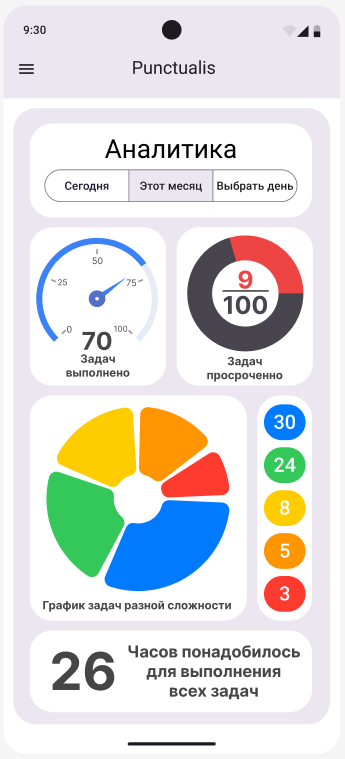 9:30
Punctualis
Аналитика
Сегодня
Этот месяц
Выбрать день
50
25
75
0
100
70
Задач
выполнено
9
100
Задач
просроченно
30
24
8
5
3
График задач разной сложности
26
Часов понадобилось
для выполнения
всех задач